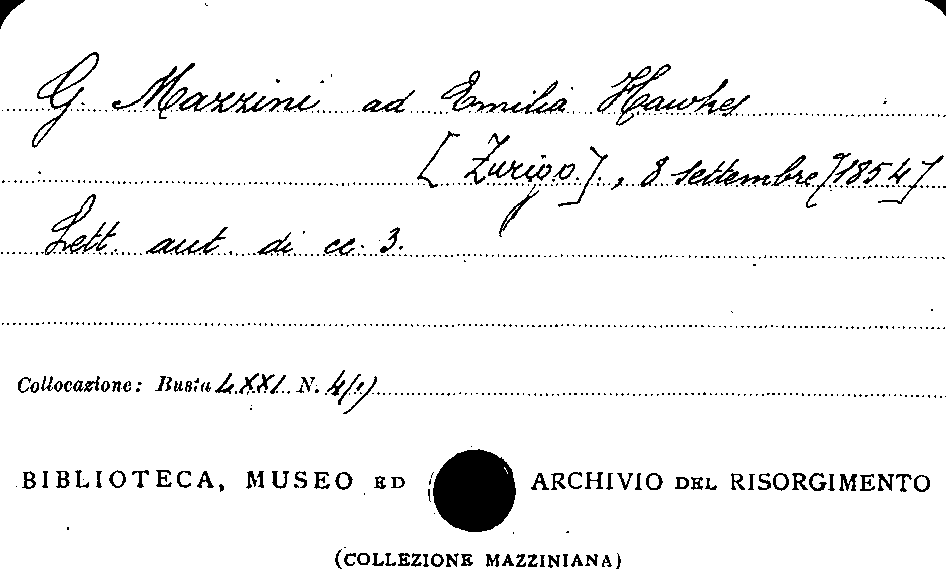 G. Mazzini ad Emilia Hawkes
[Zurigo], 8 settembre [1854]
Lett. aut. di cc. 3.
Collocazione: Busta LXXI N. 4(1)
BIBLIOTECA, MUSEO ED ARCHIVIO DEL RISORGIMENTO
(COLLEZIONE MAZZINIANA)